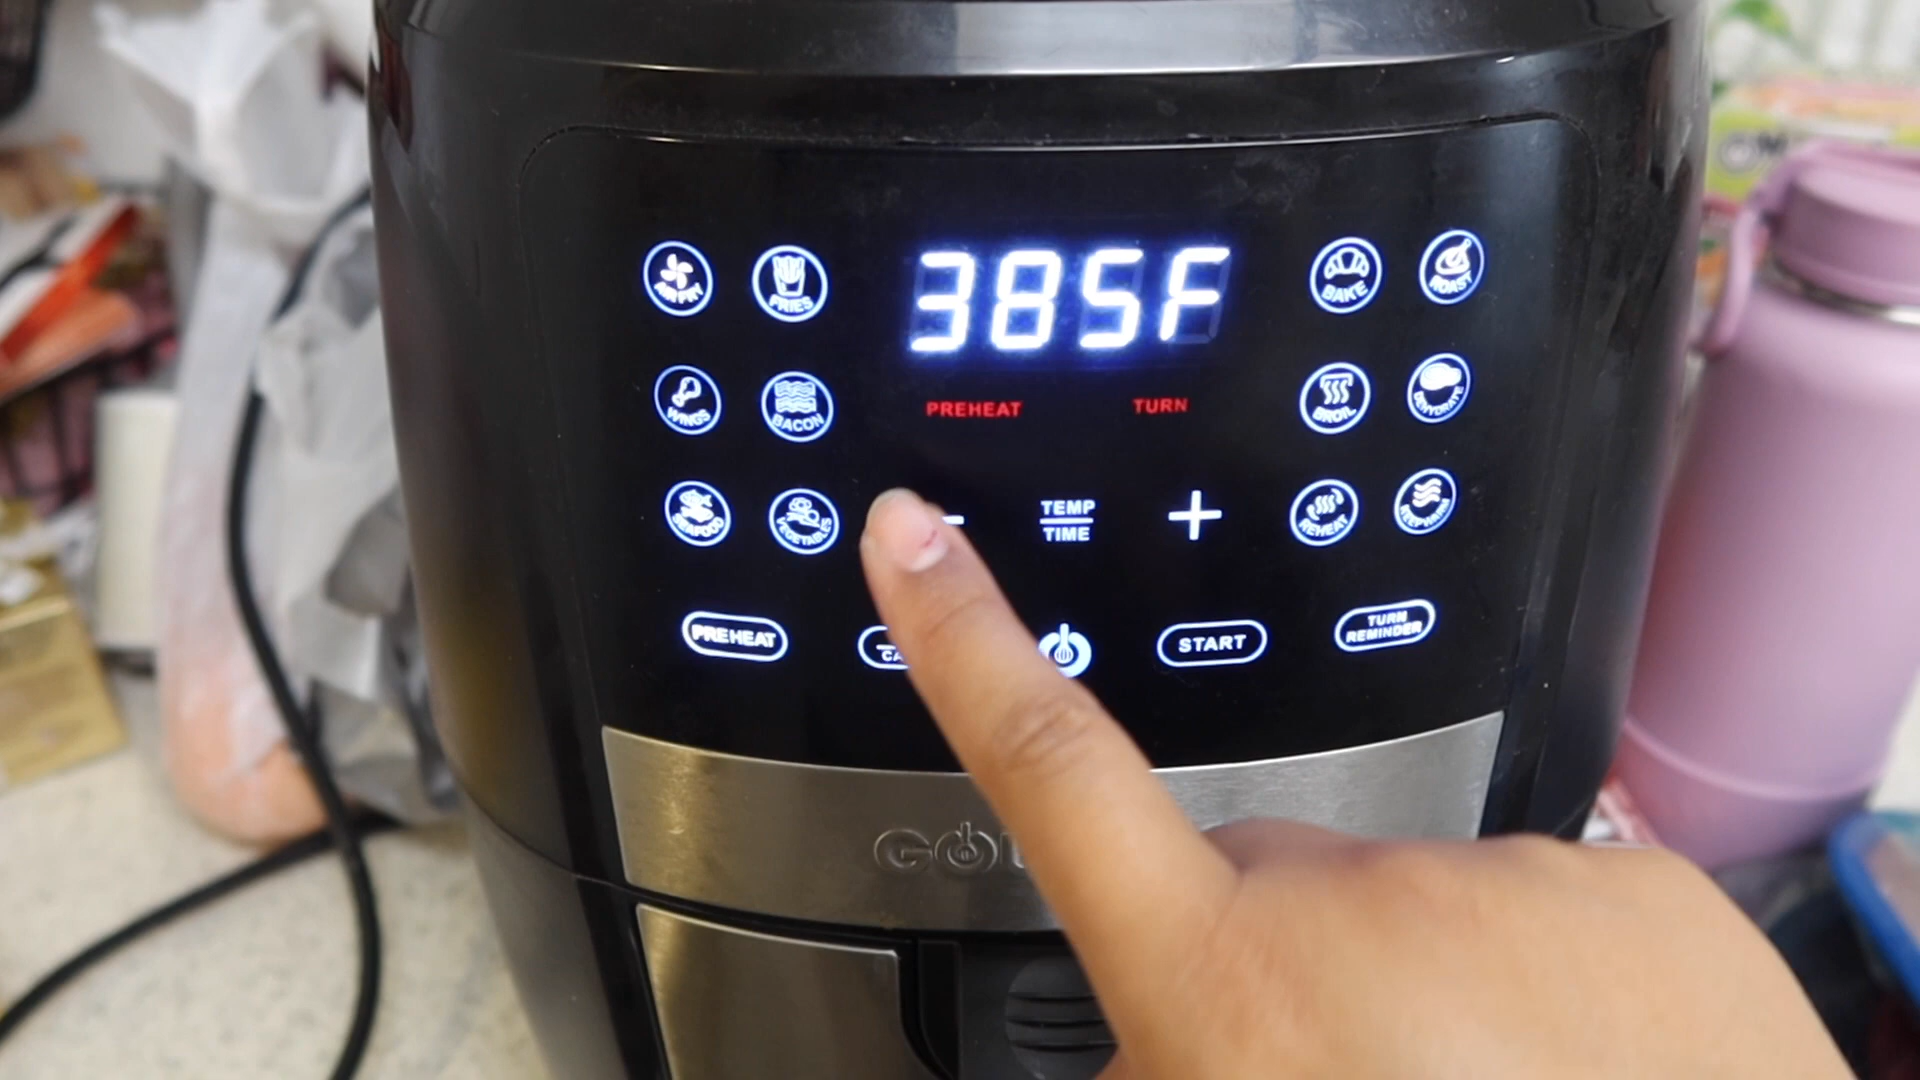 385F
AIR FRY
FRIES
BAKE
ROAST
PREHEAT
TURN
WINGS
BACON
BROIL
DEHYDRATE
SEAFOOD
VEGETABLES
-
TEMP
TIME
+
REHEAT
KEEP WARM
PREHEAT
START
TURN
REMINDER